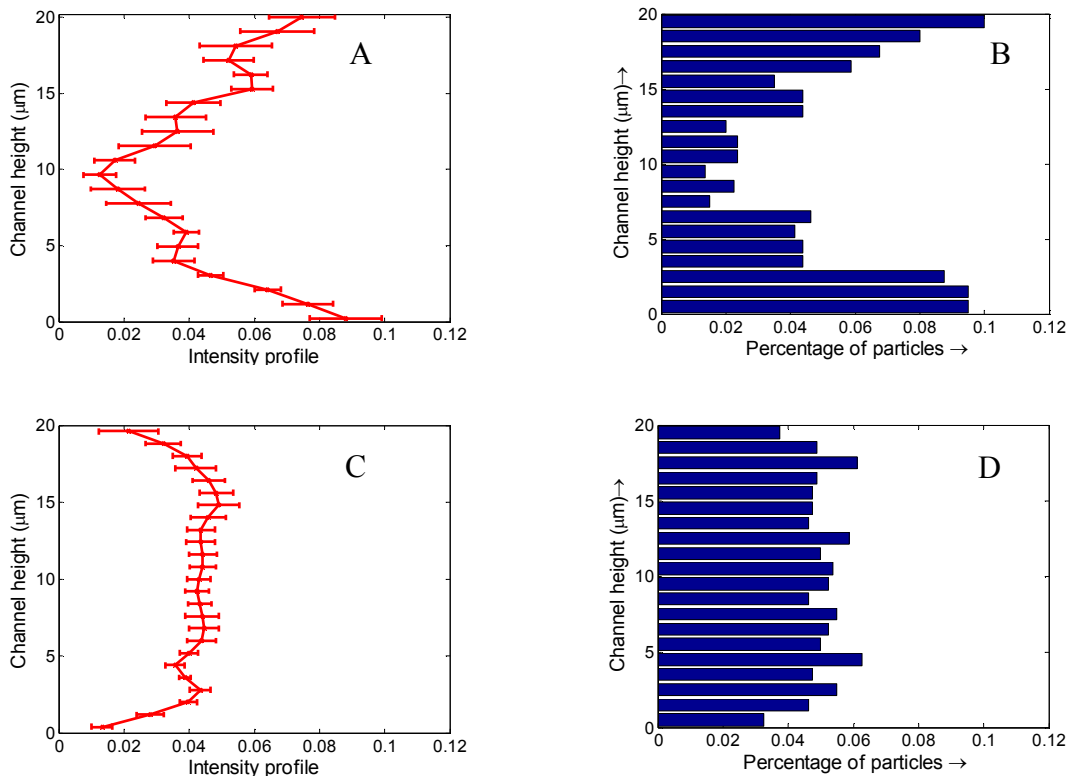 20
15
10
5
0
Channel height (μm)
A
0 0.02 0.04 0.06 0.08 0.1 0.12
Intensity profile
20
15
10
5
0
Channel height (μm)→
B
0 0.02 0.04 0.06 0.08 0.1 0.12
Percentage of particles →
20
15
10
5
0
Channel height (μm)
C
0 0.02 0.04 0.06 0.08 0.1 0.12
Intensity profile
20
15
10
5
0
Channel height (μm)→
D
0 0.02 0.04 0.06 0.08 0.1 0.12
Percentage of particles →